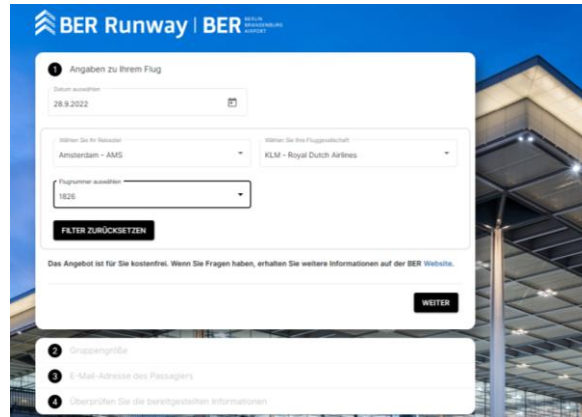 BER Runway | BER BERLIN BRANDENBURG AIRPORT
1 Angaben zu Ihrem Flug
Datum auswählen
28.9.2022
Wählen Sie Ihr Reiseziel
Wählen Sie Ihre Fluggesellschaft
Amsterdam - AMS
KLM - Royal Dutch Airlines
Flugnummer auswählen
1826
FILTER ZURÜCKSETZEN
Das Angebot ist für Sie kostenfrei. Wenn Sie Fragen haben, erhalten Sie weitere Informationen auf der BER Website.
WEITER
2 Gruppengröße
3 E-Mail-Adresse des Passagiers
4 Überprüfen Sie die bereitgestellten Informationen